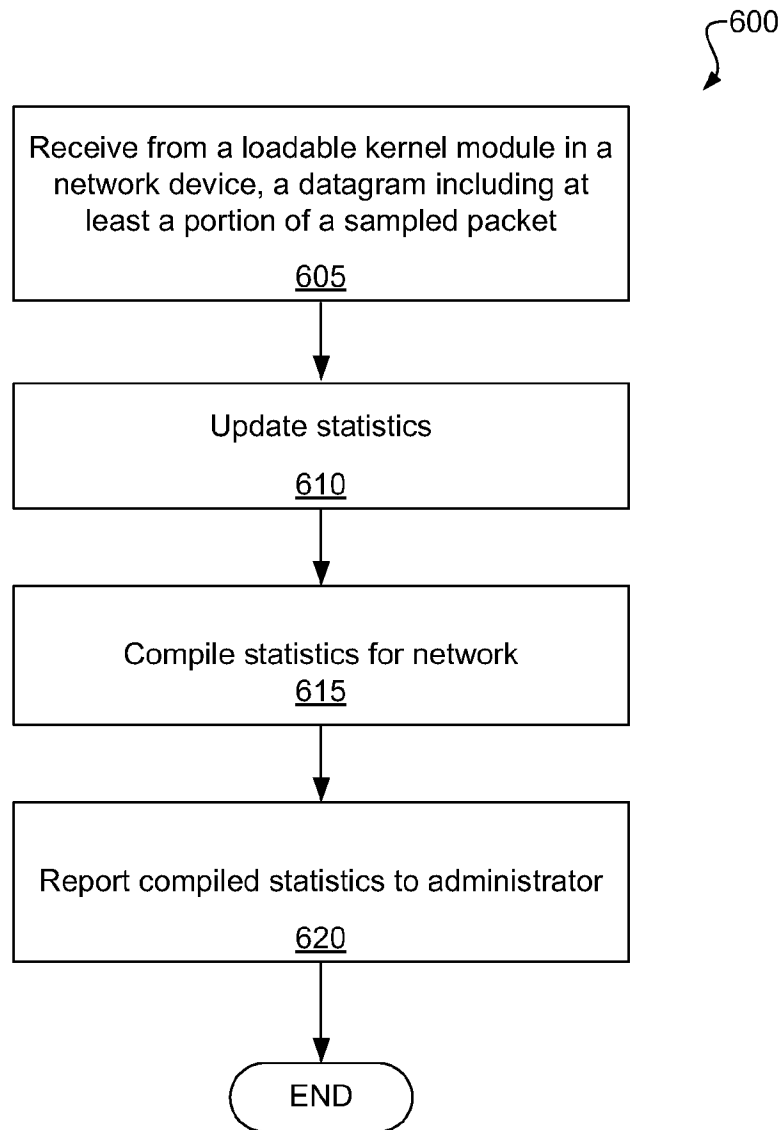 600
Receive from a loadable kernel module in a
network device, a datagram including at
least a portion of a sampled packet
605
Update statistics
610
Compile statistics for network
615
Report compiled statistics to administrator
620
END